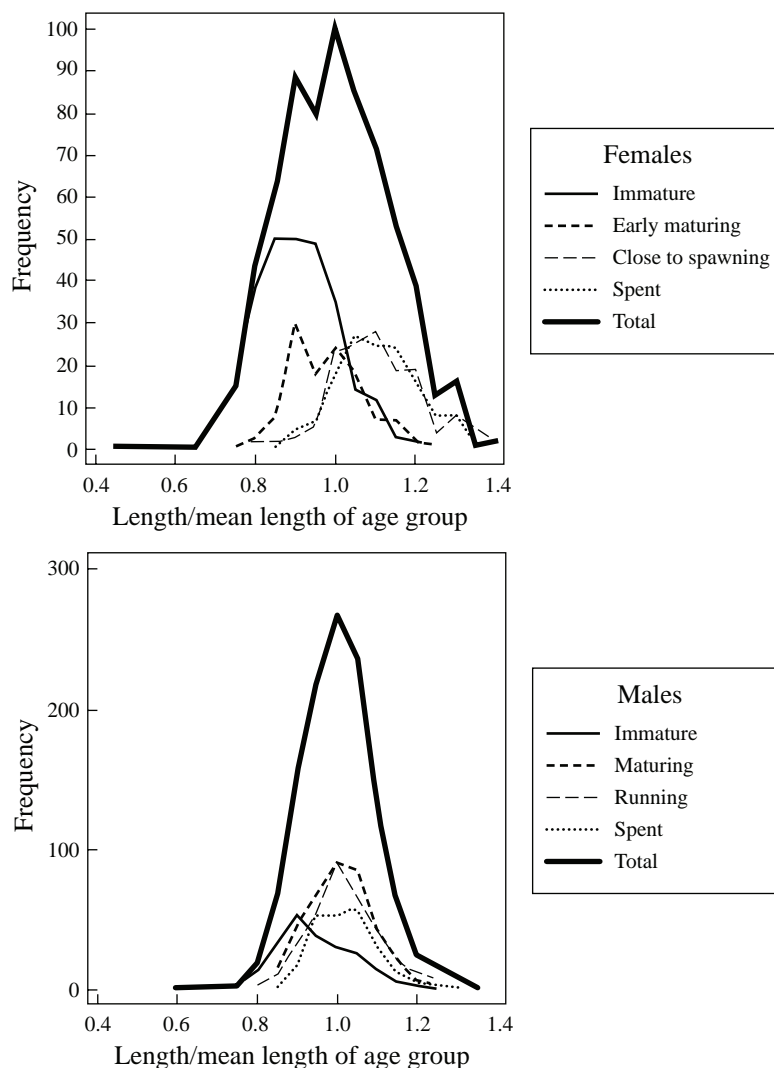 100
90
80
70
60
50
40
30
20
10
0
Frequency
0.4 0.6 0.8 1.0 1.2 1.4
Length/mean length of age group
Females
Immature
Early maturing
Close to spawning
Spent
Total
300
200
100
0
Frequency
0.4 0.6 0.8 1.0 1.2 1.4
Length/mean length of age group
Males
Immature
Maturing
Running
Spent
Total